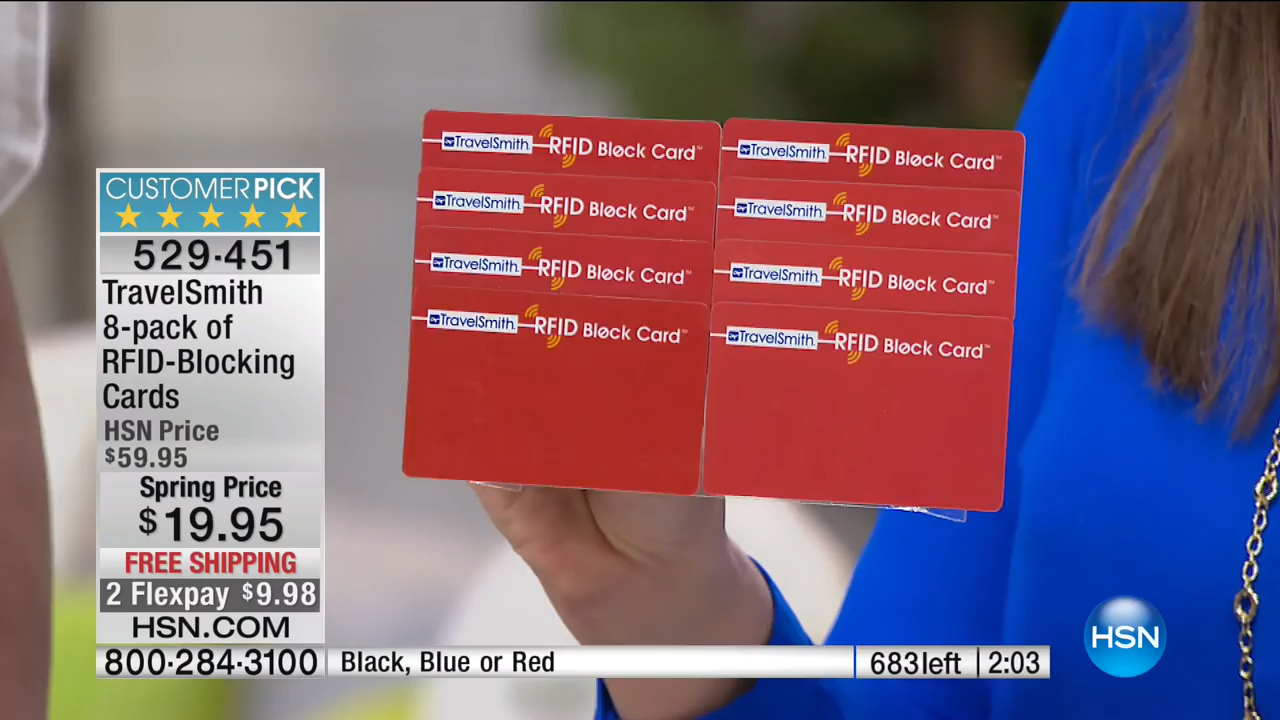 CUSTOMER PICK
529·451
TravelSmith
8-pack of
RFID-Blocking
Cards
HSN Price
$59.95
Spring Price
$19.95
FREE SHIPPING
2 Flexpay $9.98
HSN.COM
800·284·3100
Black, Blue or Red
683left
2:03
TravelSmith RFID Block Card™
TravelSmith RFID Block Card™
TravelSmith RFID Block Card™
TravelSmith RFID Block Card™
TravelSmith RFID Block Card™
TravelSmith RFID Block Card™
TravelSmith RFID Block Card™
TravelSmith RFID Block Card™
HSN